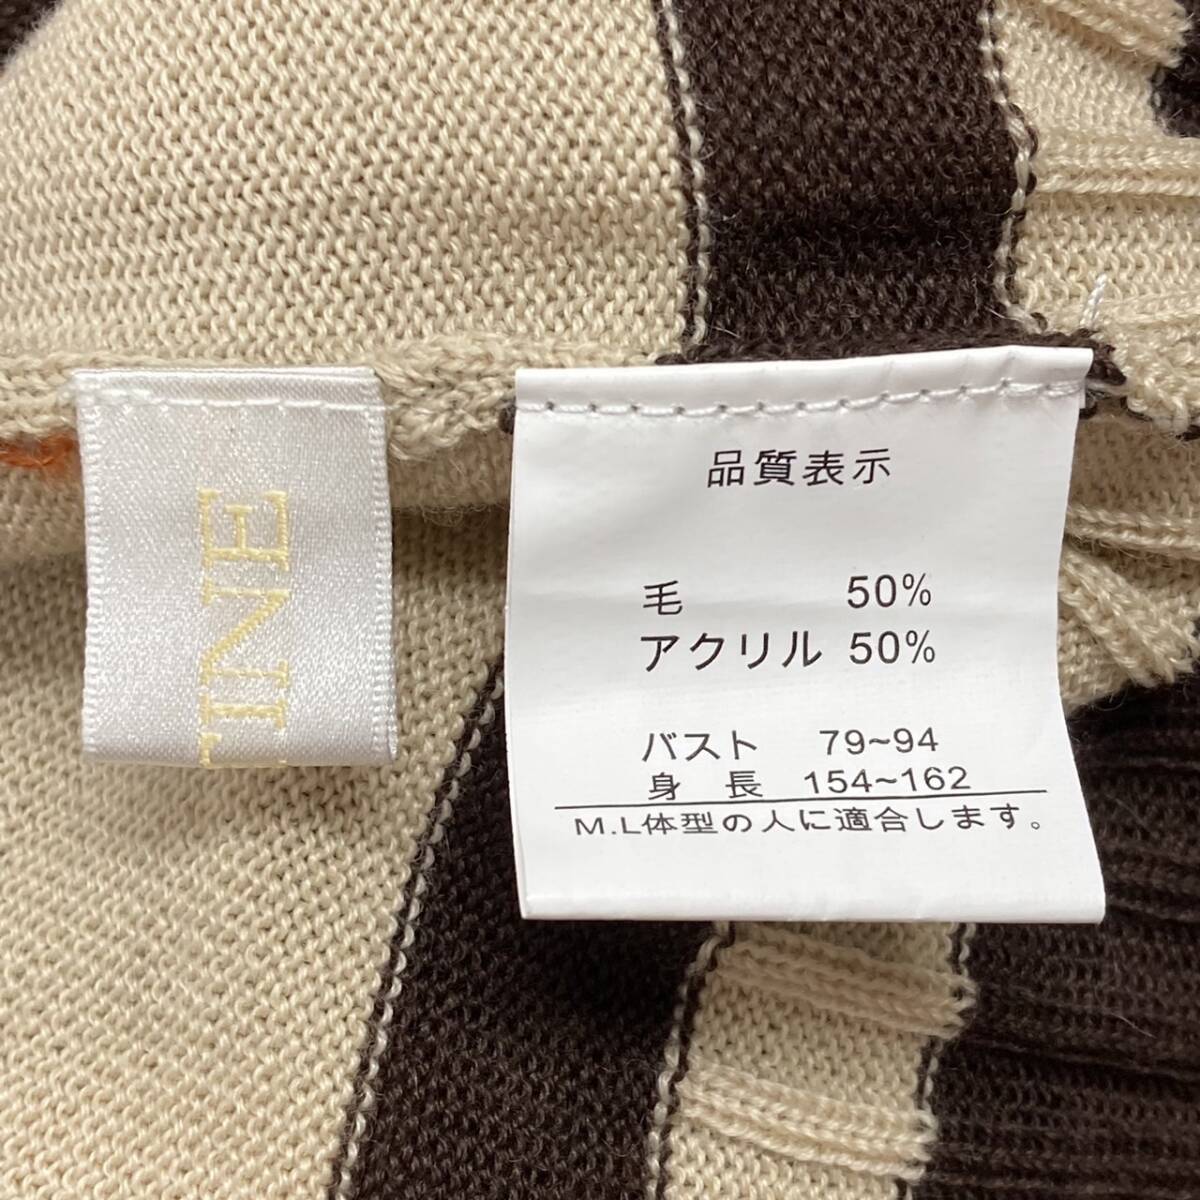 TINE
品質表示
毛 50%
アクリル 50%
バスト 79~94
身長 154~162
M.L体型の人に適合します。